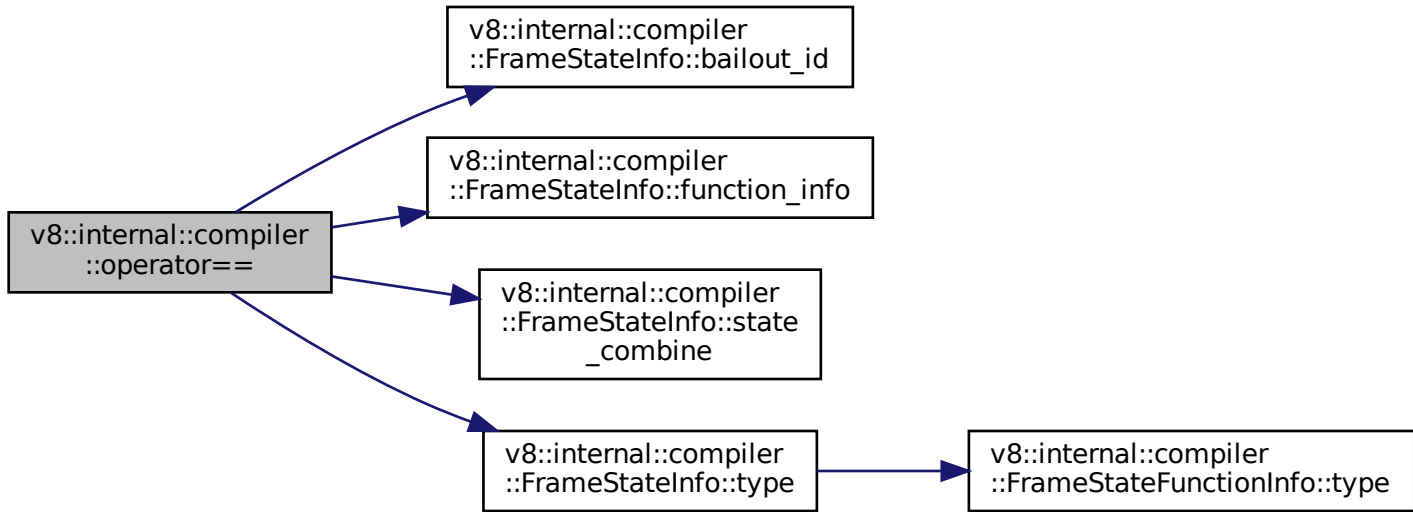 v8::internal::compiler
::FrameStateInfo::bailout_id
v8::internal::compiler
::FrameStateInfo::function_info
v8::internal::compiler
::operator==
v8::internal::compiler
::FrameStateInfo::state
_combine
v8::internal::compiler
::FrameStateInfo::type
v8::internal::compiler
::FrameStateFunctionInfo::type